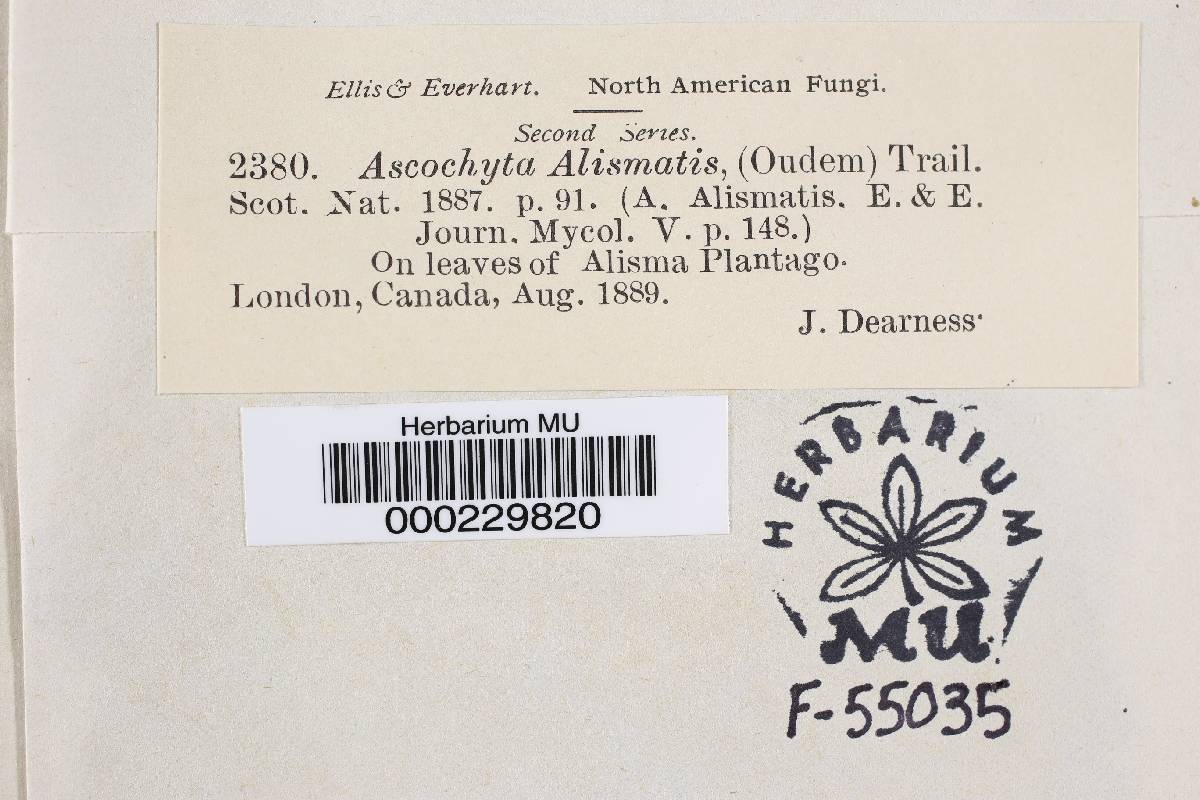 Ellis & Everhart. North American Fungi.
Second Series.
2380. Ascochyta Alismatis, (Oudem) Trail.
Scot. Nat. 1887. p. 91. (A. Alismatis. E. & E.
Journ. Mycol. V. p. 148.)
On leaves of Alisma Plantago.
London, Canada, Aug. 1889.
J. Dearness.
Herbarium MU
000229820
HERBARIUM
MU
F-55035